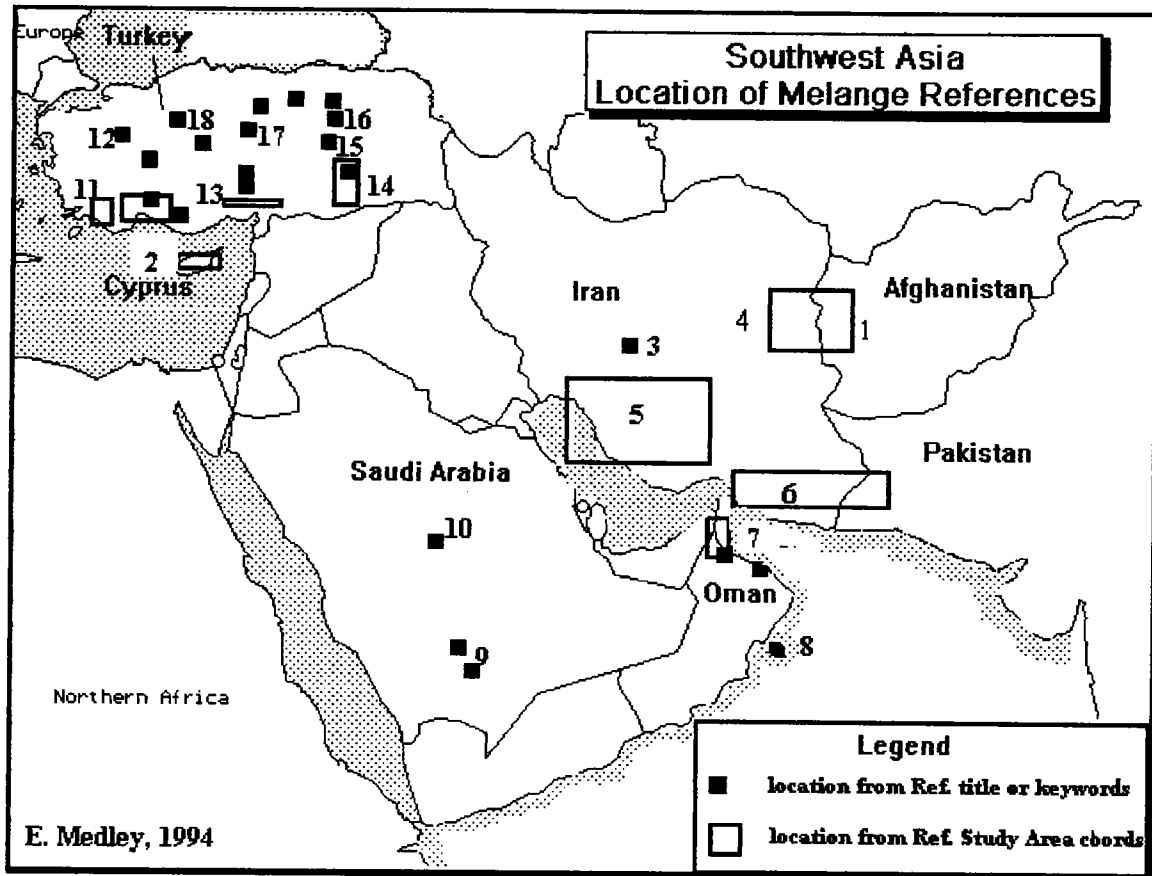 Europe
Turkey
Southwest Asia
Location of Melange References
12
18
17
16
15
11
13
14
2
Cyprus
Iran
Afghanistan
4
1
3
5
Saudi Arabia
Pakistan
6
10
7
Oman
9
8
Northern Africa
Legend
location from Ref. title or keywords
location from Ref. Study Area coords
E. Medley, 1994